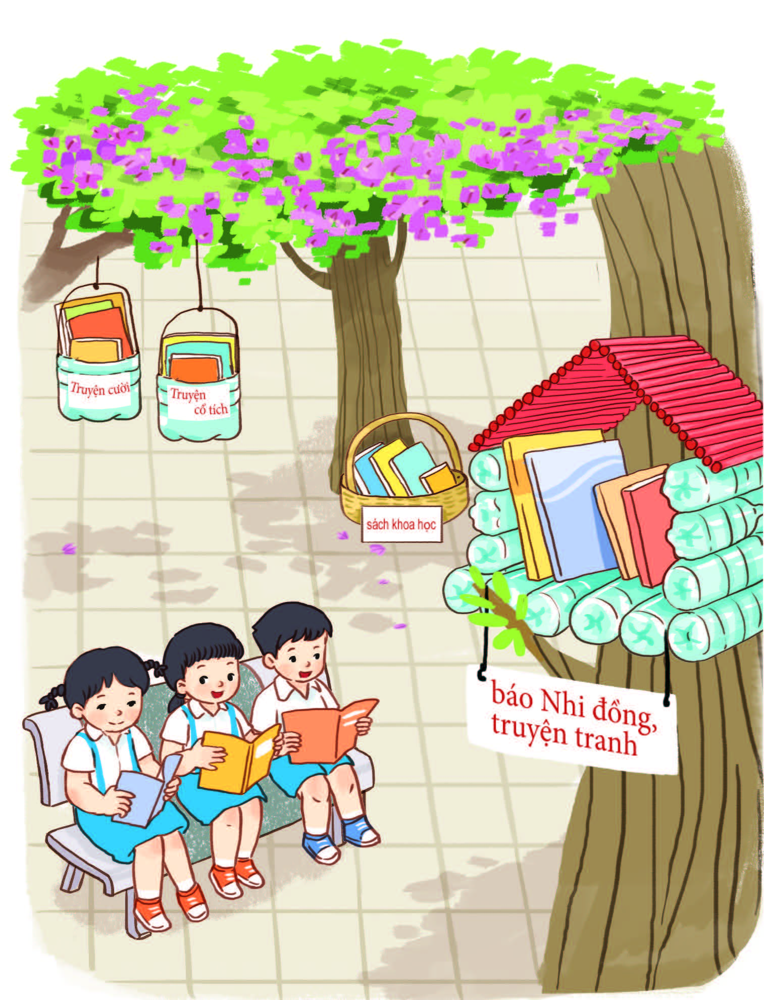 Truyện cười
Truyện
cổ tích
sách khoa học
báo Nhi đồng,
truyện tranh